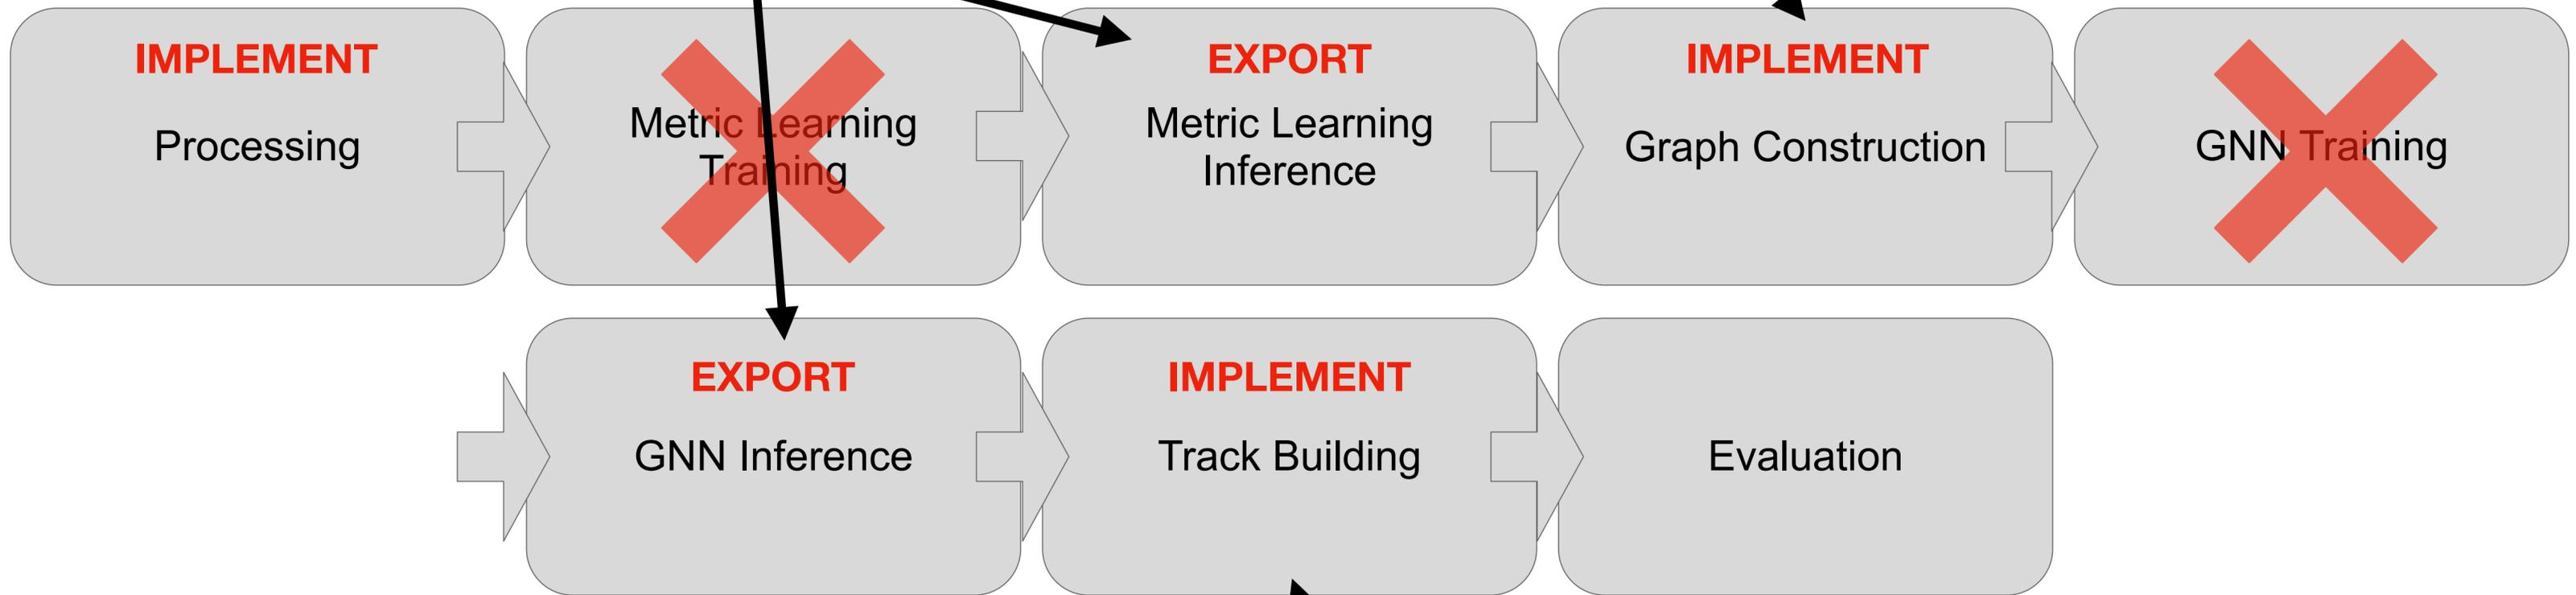 IMPLEMENT
Processing
Metric Learning
Training
EXPORT
Metric Learning
Inference
IMPLEMENT
Graph Construction
GNN Training
EXPORT
GNN Inference
IMPLEMENT
Track Building
Evaluation